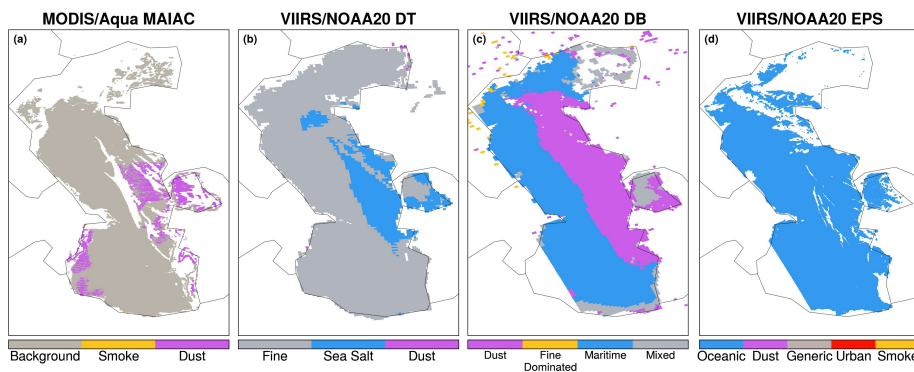 MODIS/Aqua MAIAC
VIIRS/NOAA20 DT
VIIRS/NOAA20 DB
VIIRS/NOAA20 EPS
(a)
(b)
(c)
(d)
Background Smoke Dust
Fine Sea Salt Dust
Dust Fine Dominated Maritime Mixed
Oceanic Dust Generic Urban Smoke